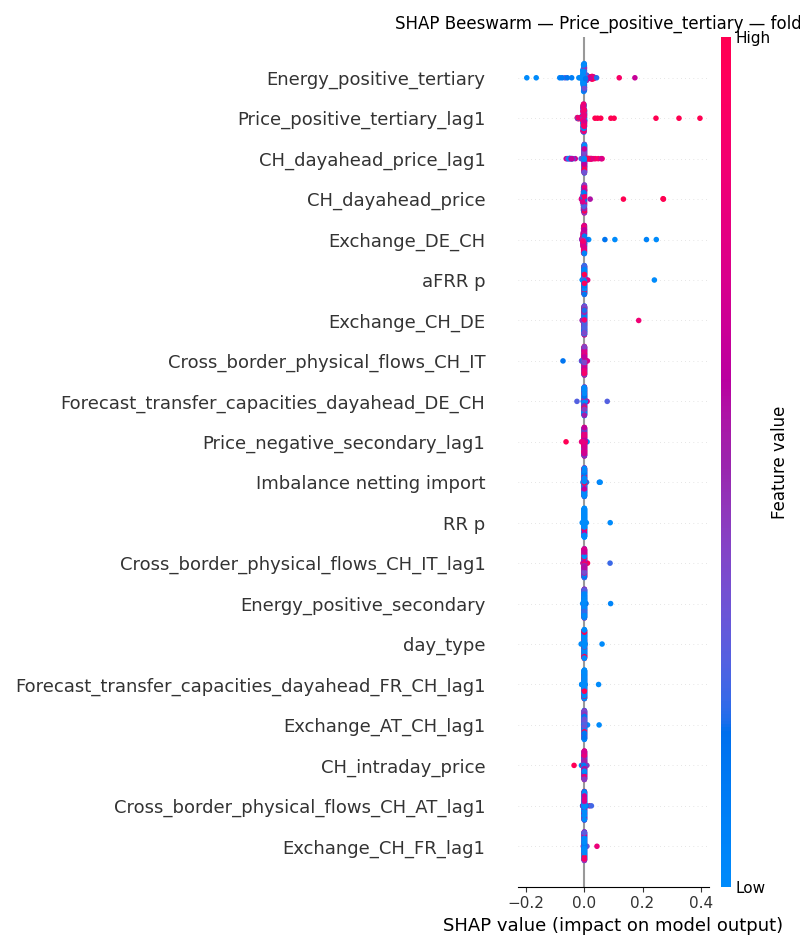 SHAP Beeswarm — Price_positive_tertiary — fold
High
Energy_positive_tertiary
Price_positive_tertiary_lag1
CH_dayahead_price_lag1
CH_dayahead_price
Exchange_DE_CH
aFRR p
Exchange_CH_DE
Cross_border_physical_flows_CH_IT
Forecast_transfer_capacities_dayahead_DE_CH
Price_negative_secondary_lag1
Imbalance netting import
RR p
Cross_border_physical_flows_CH_IT_lag1
Energy_positive_secondary
day_type
Forecast_transfer_capacities_dayahead_FR_CH_lag1
Exchange_AT_CH_lag1
CH_intraday_price
Cross_border_physical_flows_CH_AT_lag1
Exchange_CH_FR_lag1
Feature value
Low
−0.2 0.0 0.2 0.4
SHAP value (impact on model output)